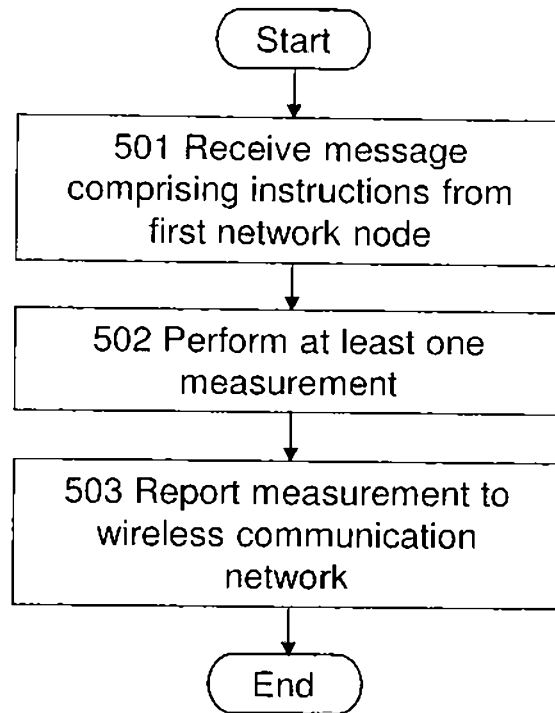 Start
501 Receive message
comprising instructions from
first network node
502 Perform at least one
measurement
503 Report measurement to
wireless communication
network
End